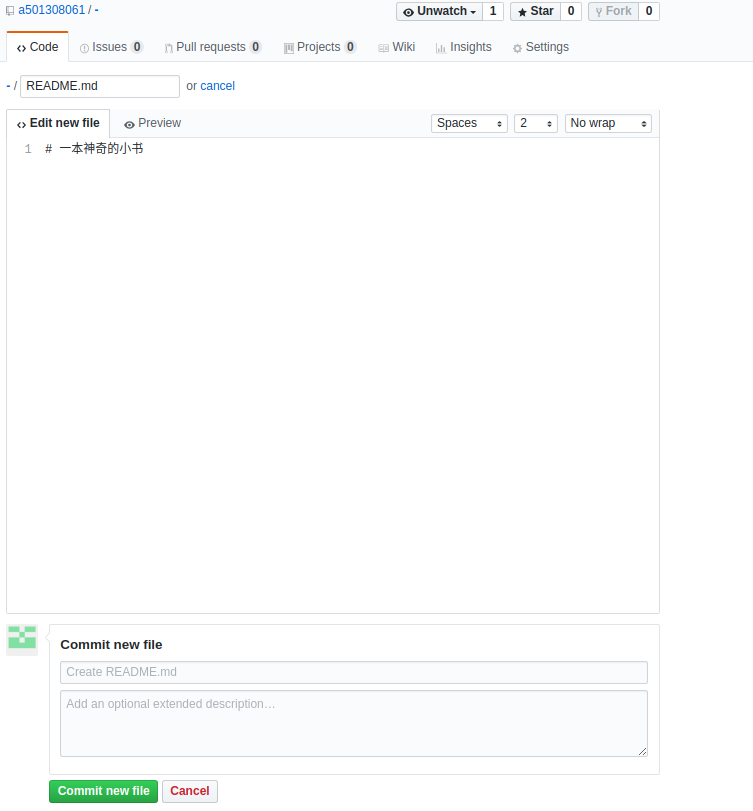 a501308061 / -
Unwatch 1 Star 0 Fork 0
Code Issues 0 Pull requests 0 Projects 0 Wiki Insights Settings
- / README.md or cancel
Edit new file Preview Spaces 2 No wrap
1 # 一本神奇的小书
Commit new file
Create README.md
Add an optional extended description…
Commit new file Cancel